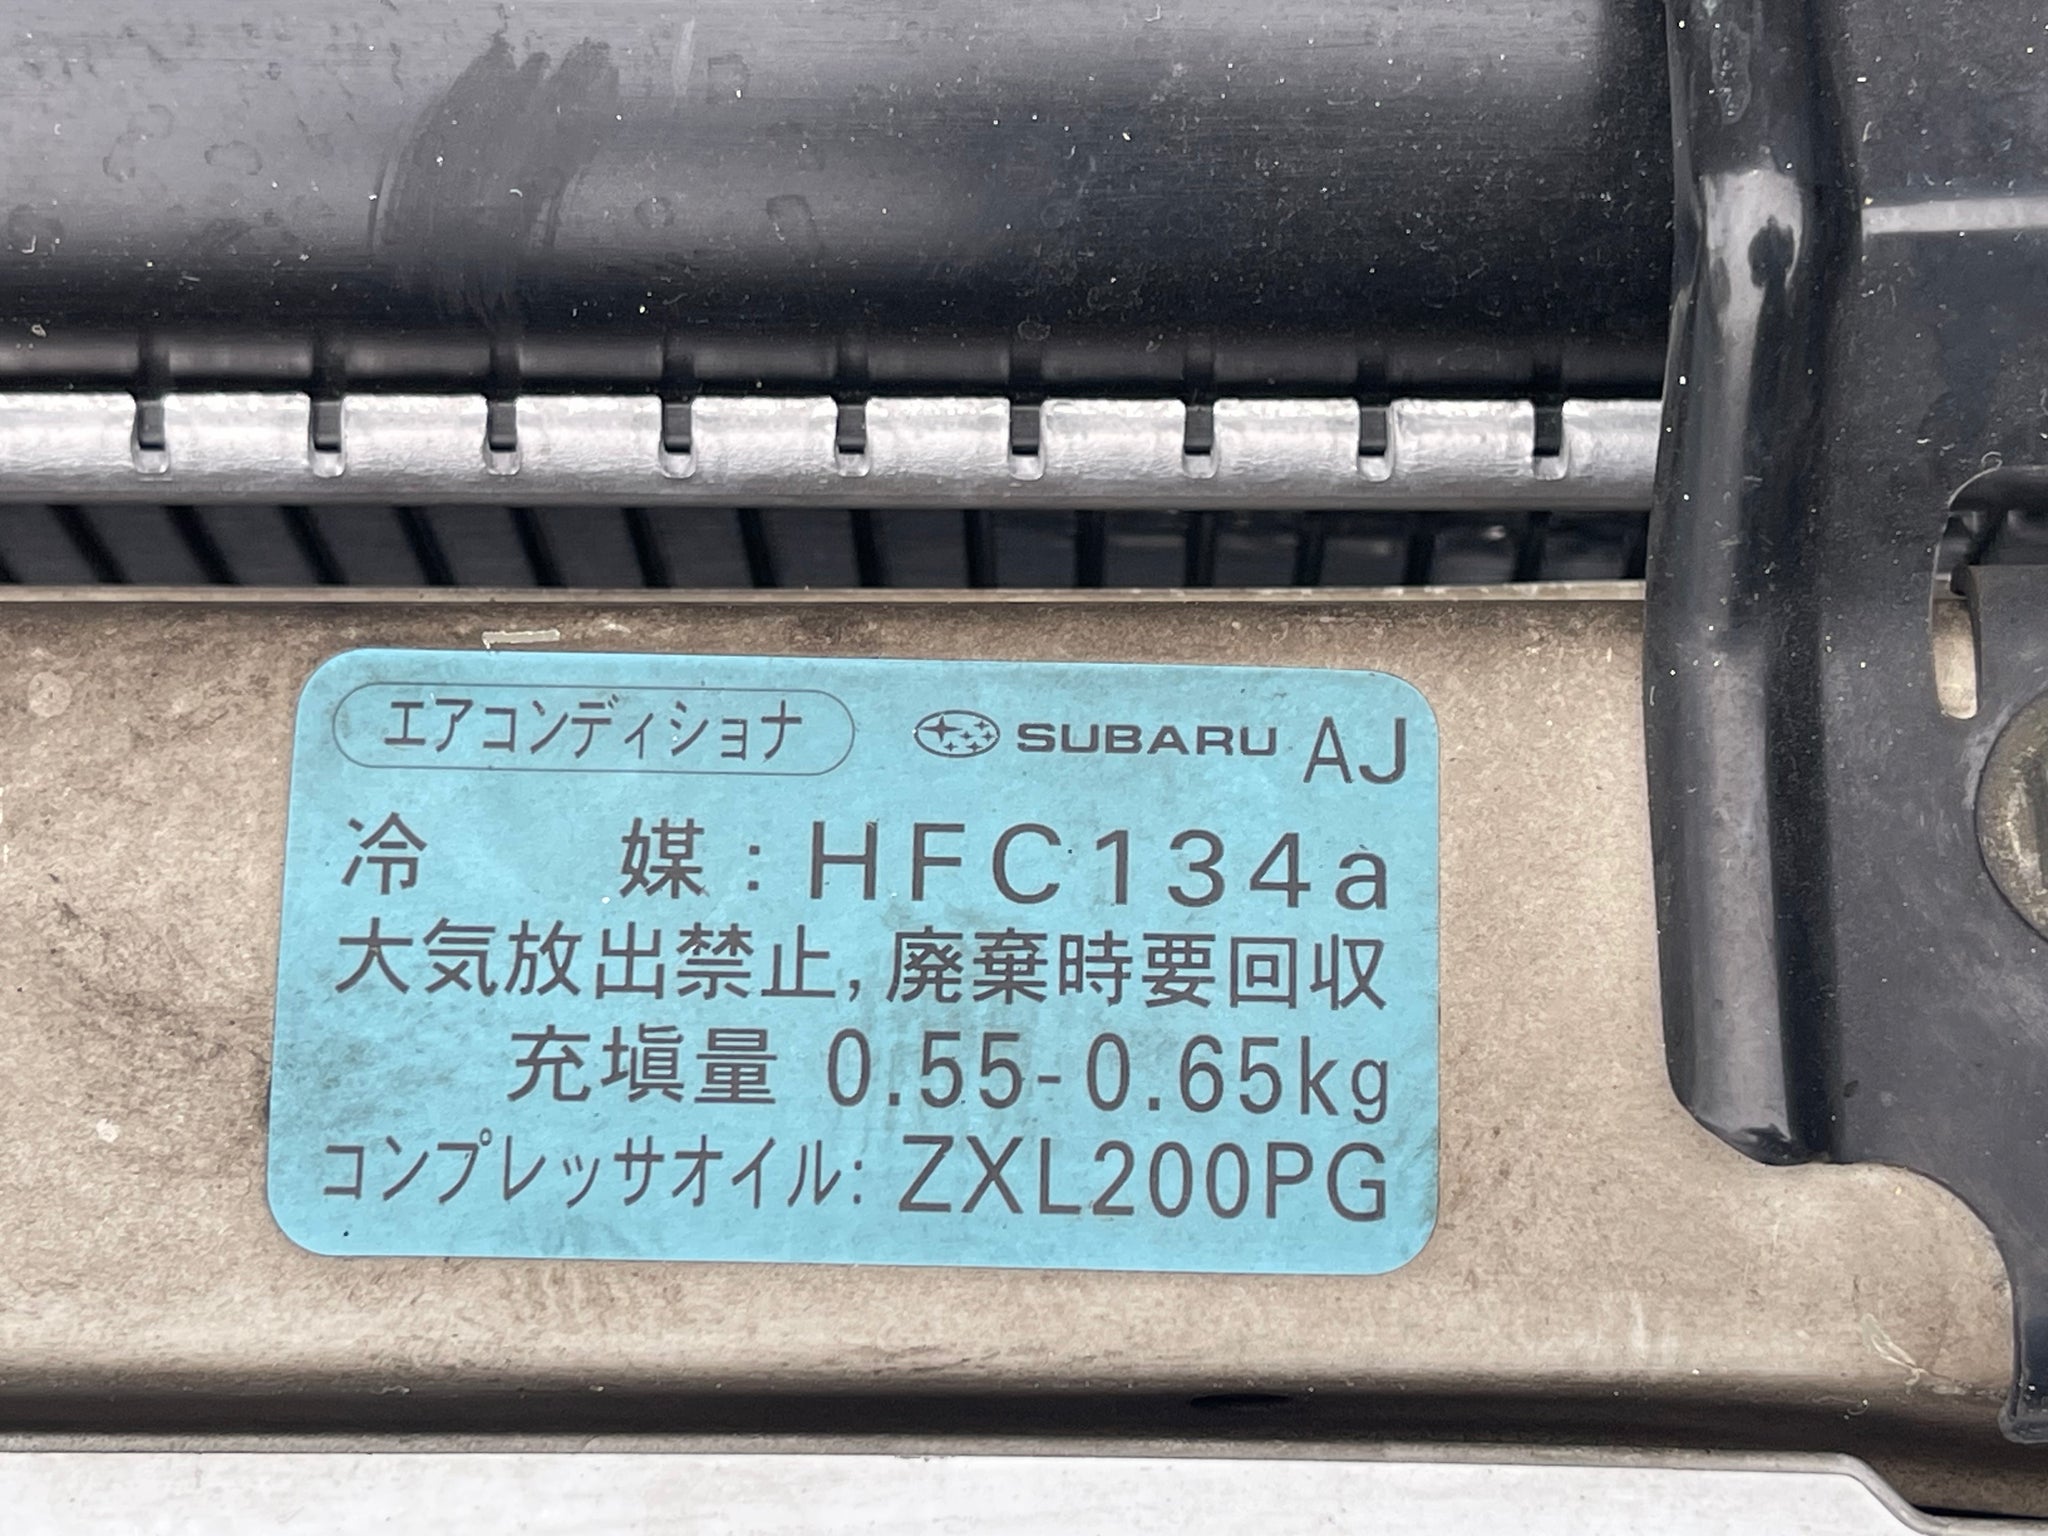 エアコンディショナ SUBARU AJ
冷 媒:HFC134a
大気放出禁止,廃棄時要回収
充塡量 0.55-0.65kg
コンプレッサオイル:ZXL200PG